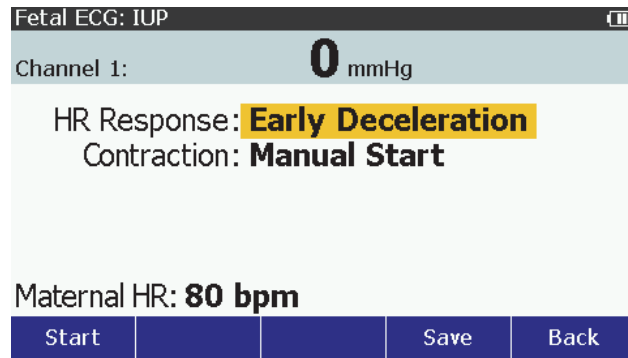 Fetal ECG: IUP
Channel 1: 0 mmHg
HR Response: Early Deceleration
Contraction: Manual Start
Maternal HR: 80 bpm
Start Save Back